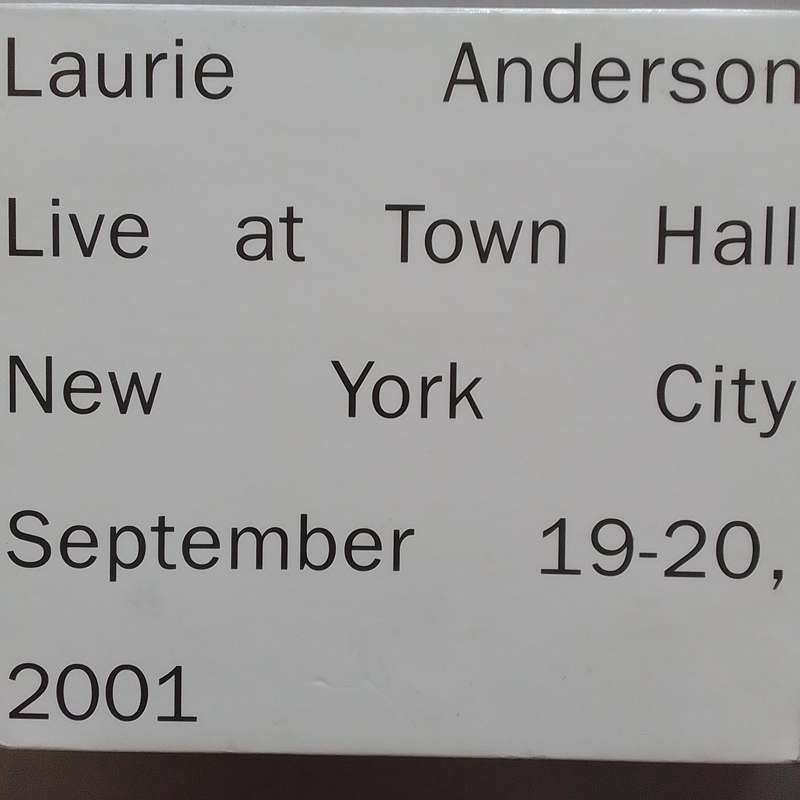 Laurie Anderson
Live at Town Hall
New York City
September 19-20,
2001